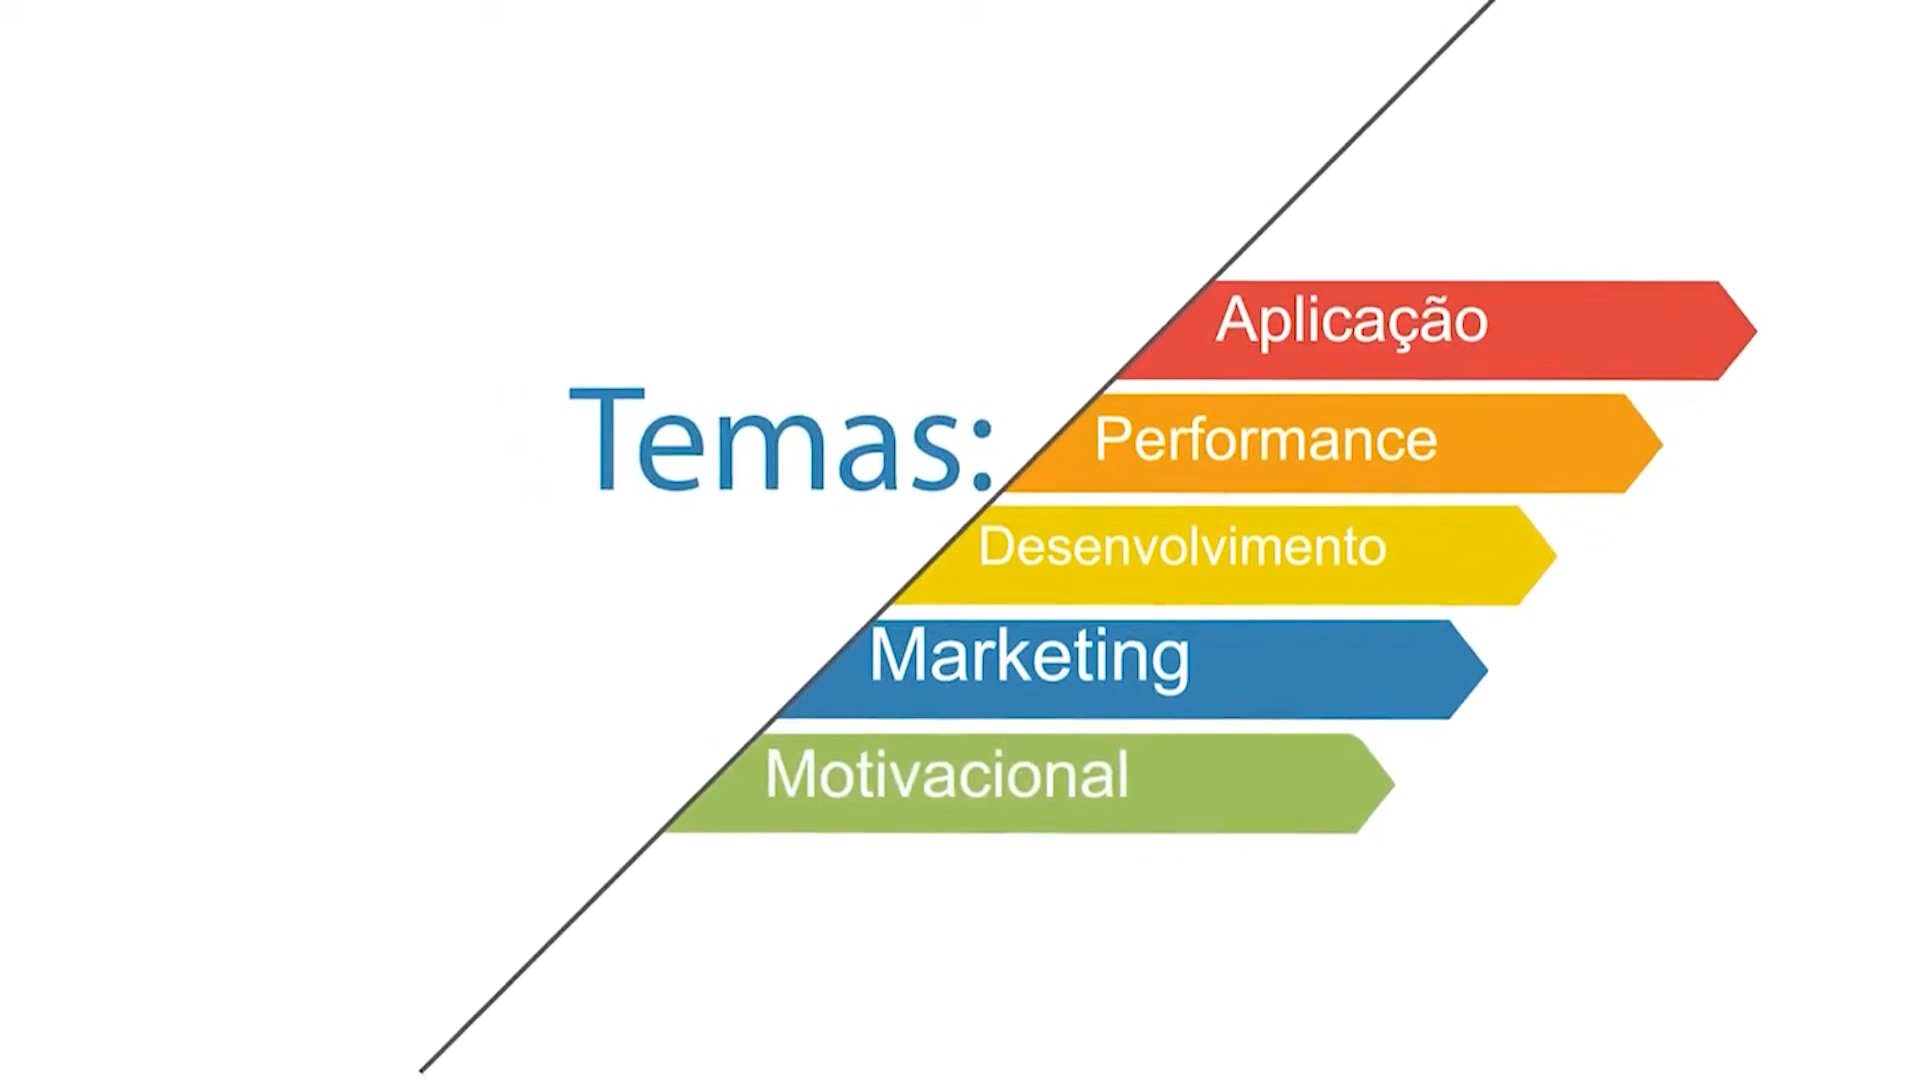 Temas:
Aplicação
Performance
Desenvolvimento
Marketing
Motivacional